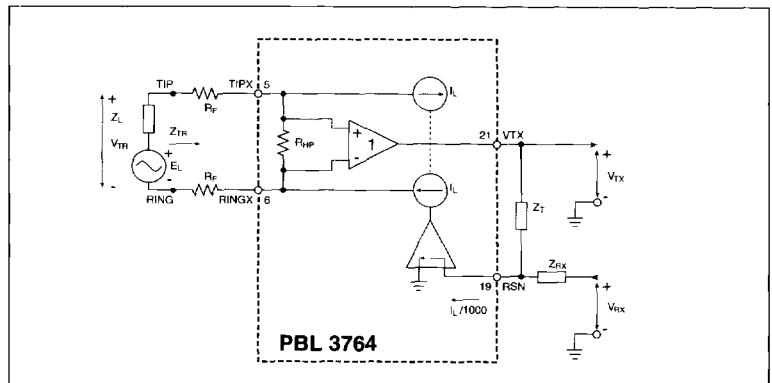 TIP
TIPX
5
I_L
+
Z_L
R_F
+
1
-
21
VTX
Z_TR
R_HP
+
V_TR
+
E_L
V_TX
-
-
-
R_F
I_L
Z_T
RING
RINGX
6
Z_RX
19
RSN
+
I_L/1000
V_RX
-
PBL 3764